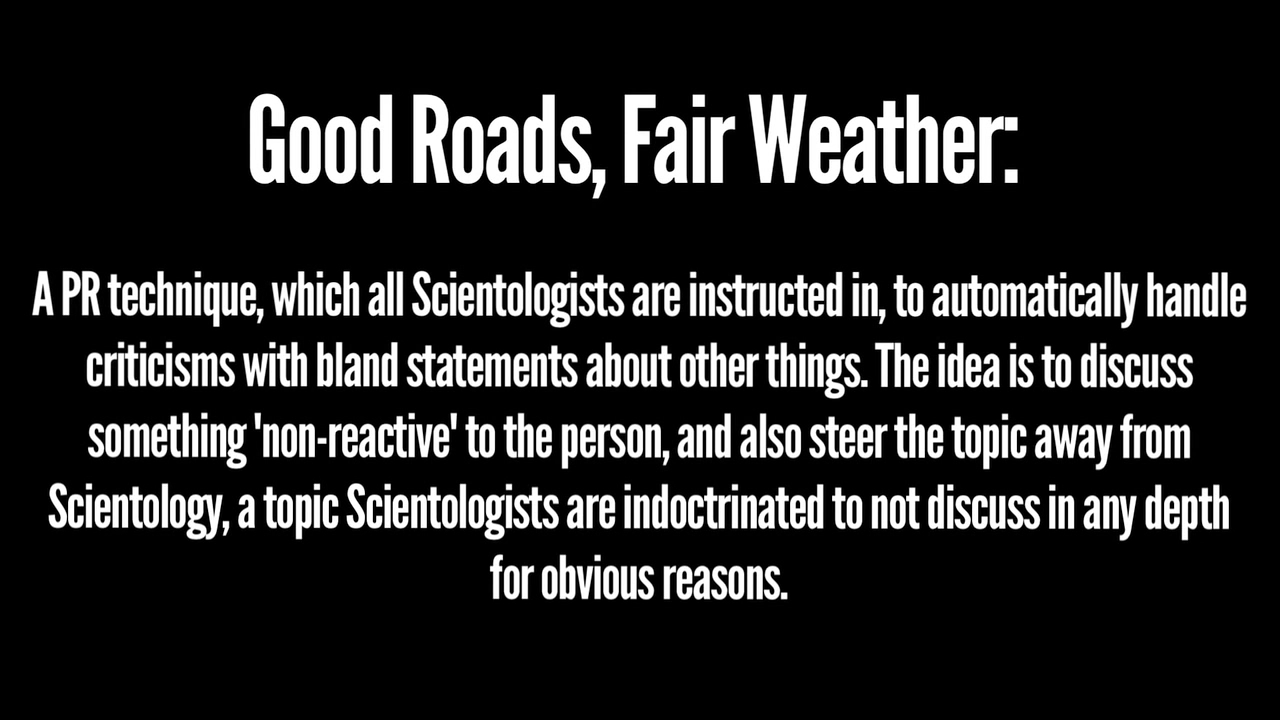 Good Roads, Fair Weather:
A PR technique, which all Scientologists are instructed in, to automatically handle
criticisms with bland statements about other things. The idea is to discuss
something 'non-reactive' to the person, and also steer the topic away from
Scientology, a topic Scientologists are indoctrinated to not discuss in any depth
for obvious reasons.